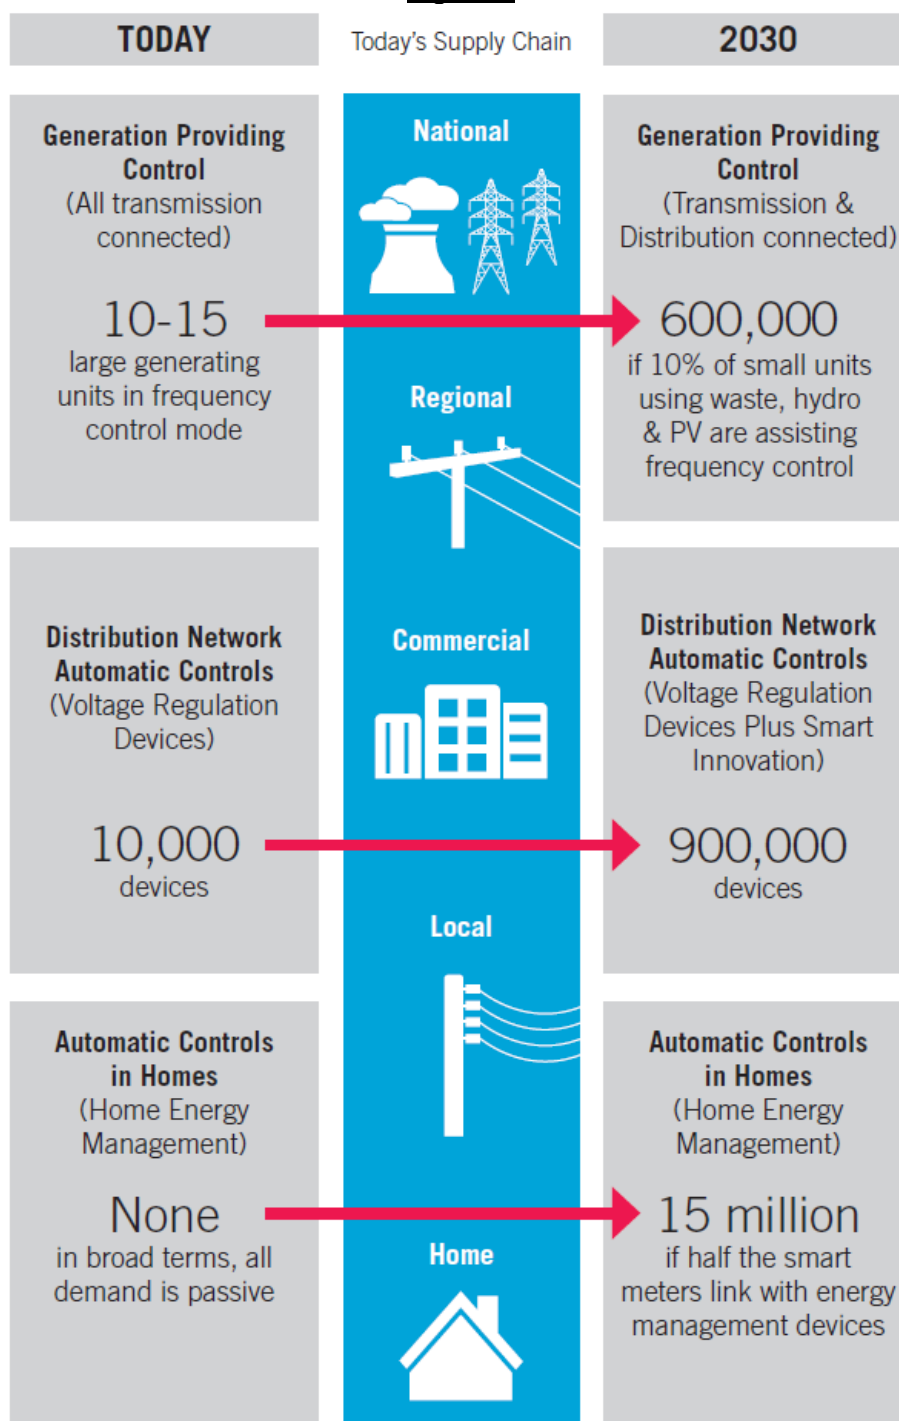 TODAY
Today's Supply Chain
2030
Generation Providing
Control
(All transmission
connected)
10-15
large generating
units in frequency
control mode
National
Regional
Generation Providing
Control
(Transmission &
Distribution connected)
600,000
if 10% of small units
using waste, hydro
& PV are assisting
frequency control
Distribution Network
Automatic Controls
(Voltage Regulation
Devices)
10,000
devices
Commercial
Local
Distribution Network
Automatic Controls
(Voltage Regulation
Devices Plus Smart
Innovation)
900,000
devices
Automatic Controls
in Homes
(Home Energy
Management)
None
in broad terms, all
demand is passive
Home
Automatic Controls
in Homes
(Home Energy
Management)
15 million
if half the smart
meters link with energy
management devices